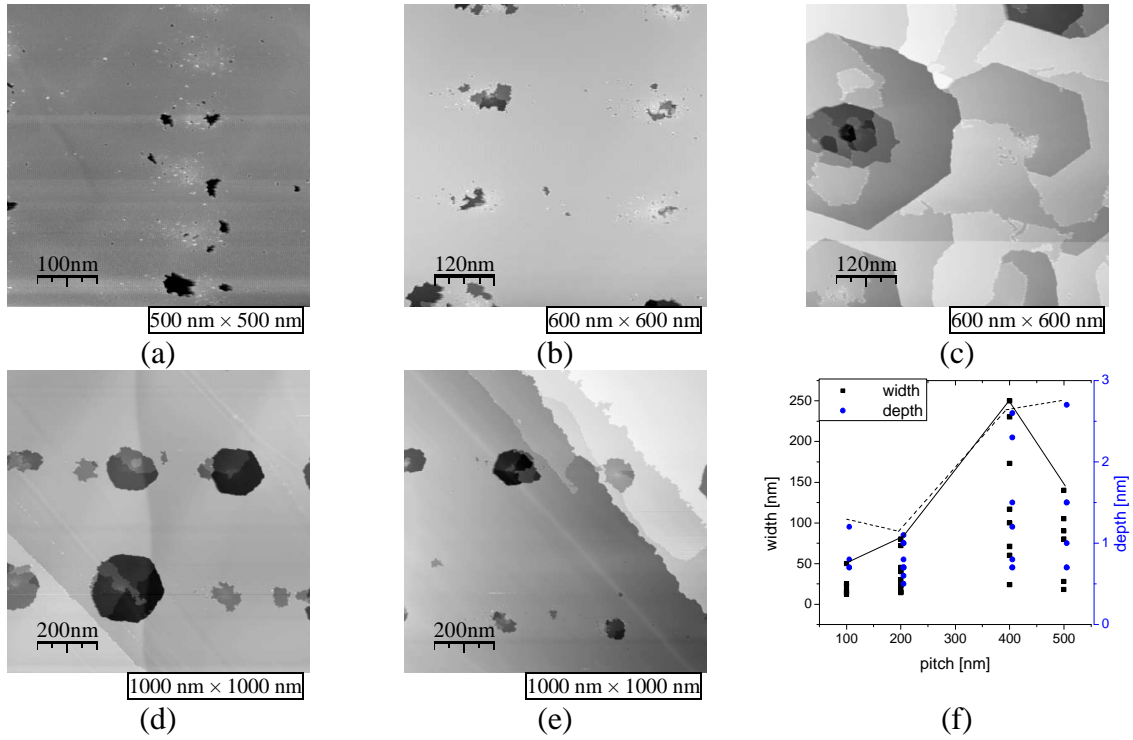 100nm
500 nm × 500 nm
(a)
120nm
600 nm × 600 nm
(b)
120nm
600 nm × 600 nm
(c)
200nm
1000 nm × 1000 nm
(d)
200nm
1000 nm × 1000 nm
(e)
width
depth
250
200
150
100
50
0
width [nm]
3
2
1
0
depth [nm]
100 200 300 400 500
pitch [nm]
(f)